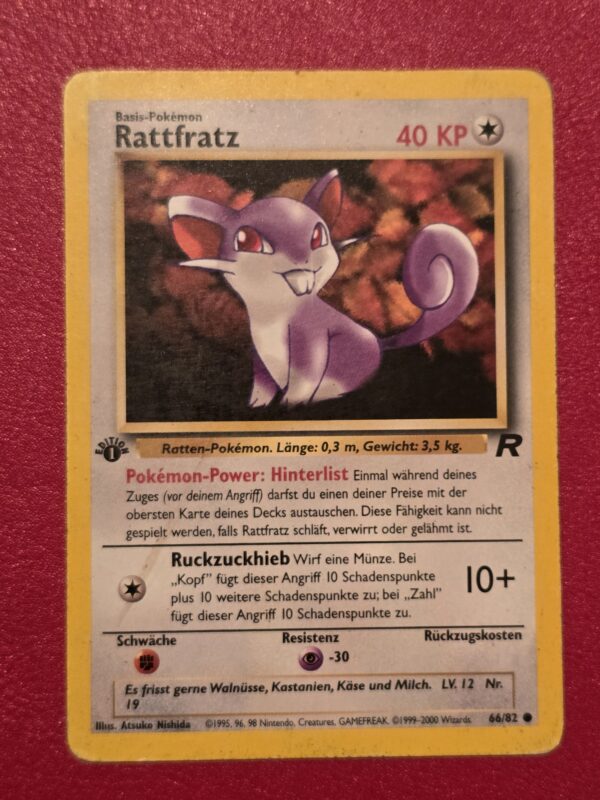 Basis-Pokémon
Rattfratz
40 KP
EDITION
1
Ratten-Pokémon. Länge: 0,3 m, Gewicht: 3,5 kg.
R
Pokémon-Power: Hinterlist Einmal während deines
Zuges (vor deinem Angriff) darfst du einen deiner Preise mit der
obersten Karte deines Decks austauschen. Diese Fähigkeit kann nicht
gespielt werden, falls Rattfratz schläft, verwirrt oder gelähmt ist.
Ruckzuckhieb Wirf eine Münze. Bei
„Kopf" fügt dieser Angriff 10 Schadenspunkte
plus 10 weitere Schadenspunkte zu; bei „Zahl"
fügt dieser Angriff 10 Schadenspunkte zu.
10+
Schwäche
Resistenz
Rückzugskosten
-30
Es frisst gerne Walnüsse, Kastanien, Käse und Milch. LV. 12 Nr.
19
Illus. Atsuko Nishida
©1995, 96, 98 Nintendo, Creatures, GAMEFREAK. ©1999-2000 Wizards.
66/82